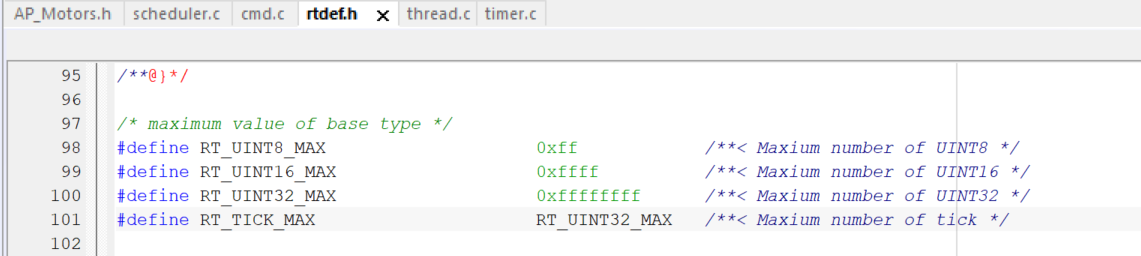 AP_Motors.h scheduler.c cmd.c rtdef.h x thread.c timer.c
95 /**@}*/
96
97 /* maximum value of base type */
98 #define RT_UINT8_MAX 0xff /**< Maxium number of UINT8 */
99 #define RT_UINT16_MAX 0xffff /**< Maxium number of UINT16 */
100 #define RT_UINT32_MAX 0xffffffff /**< Maxium number of UINT32 */
101 #define RT_TICK_MAX RT_UINT32_MAX /**< Maxium number of tick */
102